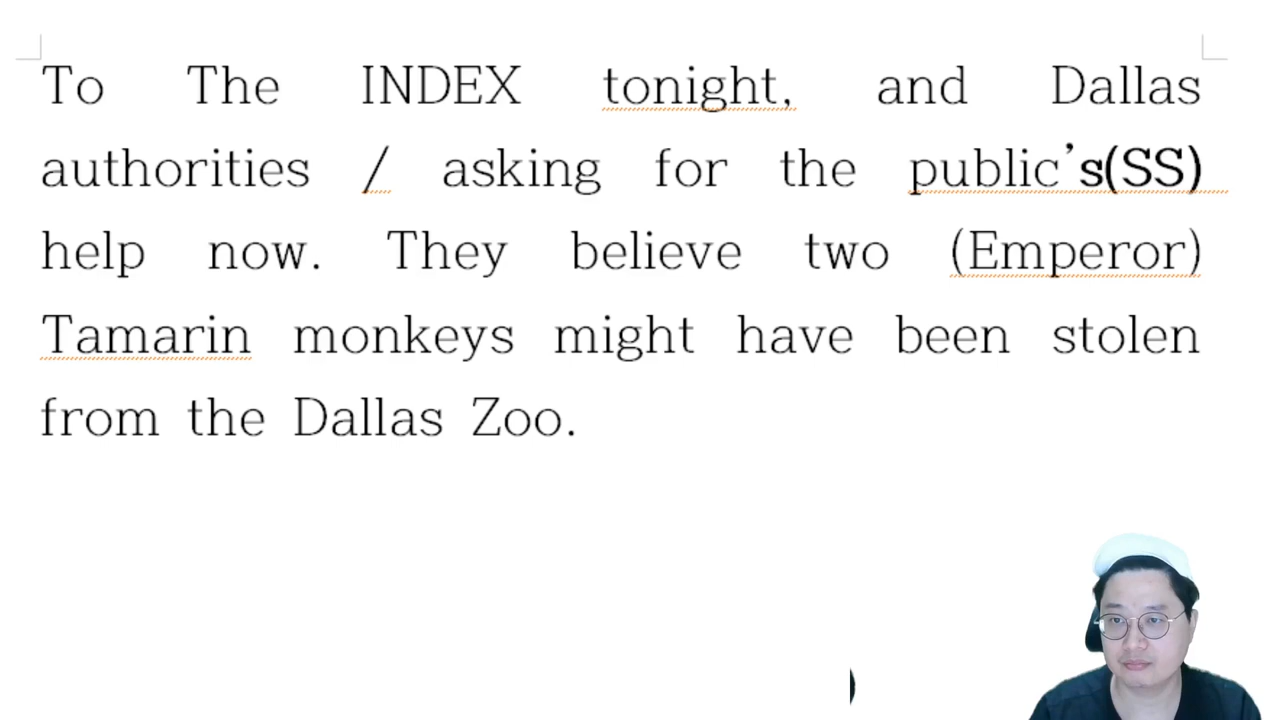 To The INDEX tonight, and Dallas
authorities / asking for the public's(SS)
help now. They believe two (Emperor)
Tamarin monkeys might have been stolen
from the Dallas Zoo.